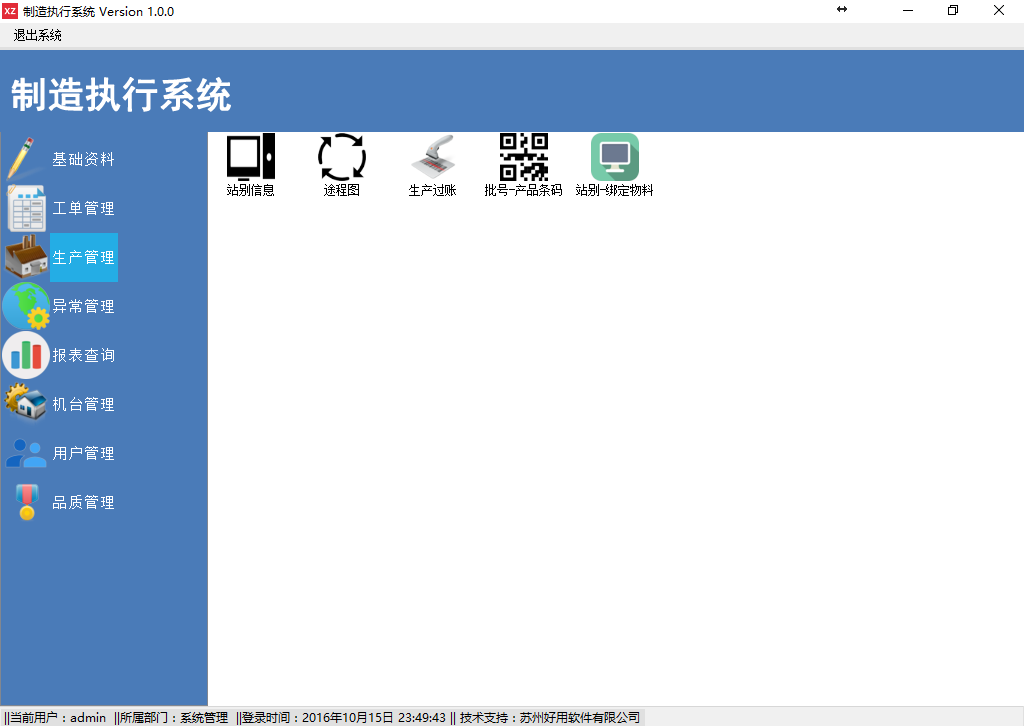 XZ 制造执行系统 Version 1.0.0
退出系统
制造执行系统
基础资料
工单管理
生产管理
异常管理
报表查询
机台管理
用户管理
品质管理
站别信息 途程图 生产过账 批号-产品条码 站别-绑定物料
||当前用户：admin ||所属部门：系统管理 ||登录时间：2016年10月15日 23:49:43 || 技术支持：苏州好用软件有限公司